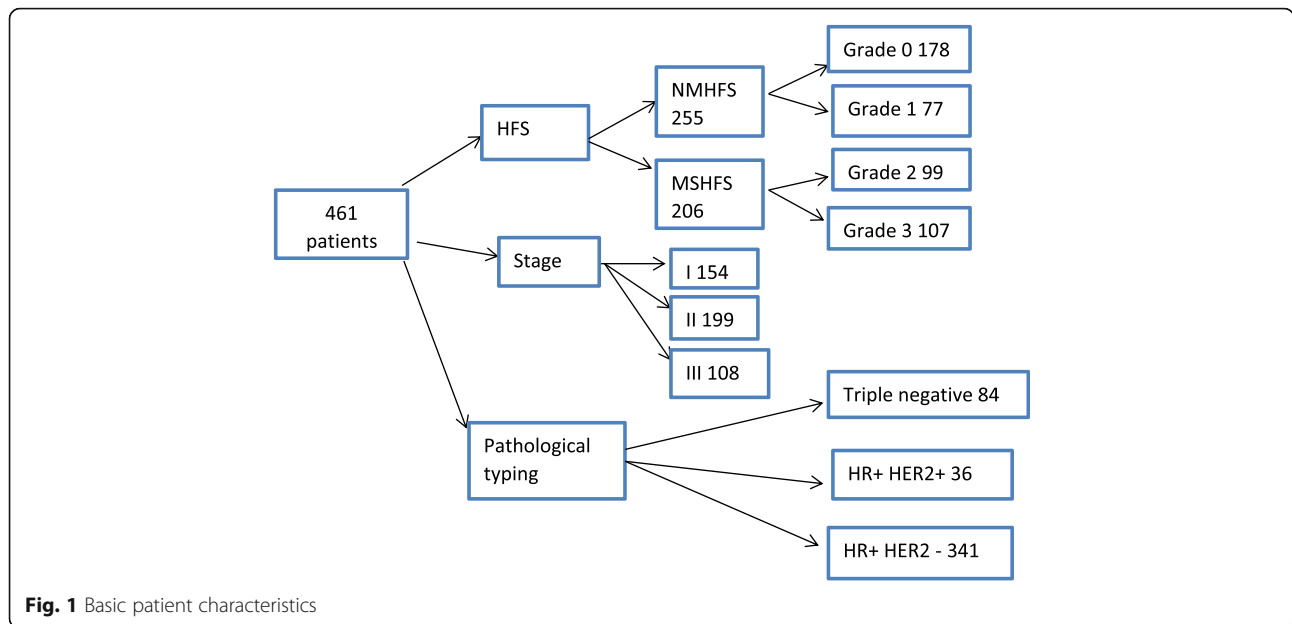 461
patients
HFS
NMHFS
255
Grade 0 178
Grade 1 77
MSHFS
206
Grade 2 99
Grade 3 107
Stage
I 154
II 199
III 108
Pathological
typing
Triple negative 84
HR+ HER2+ 36
HR+ HER2 - 341
Fig. 1 Basic patient characteristics